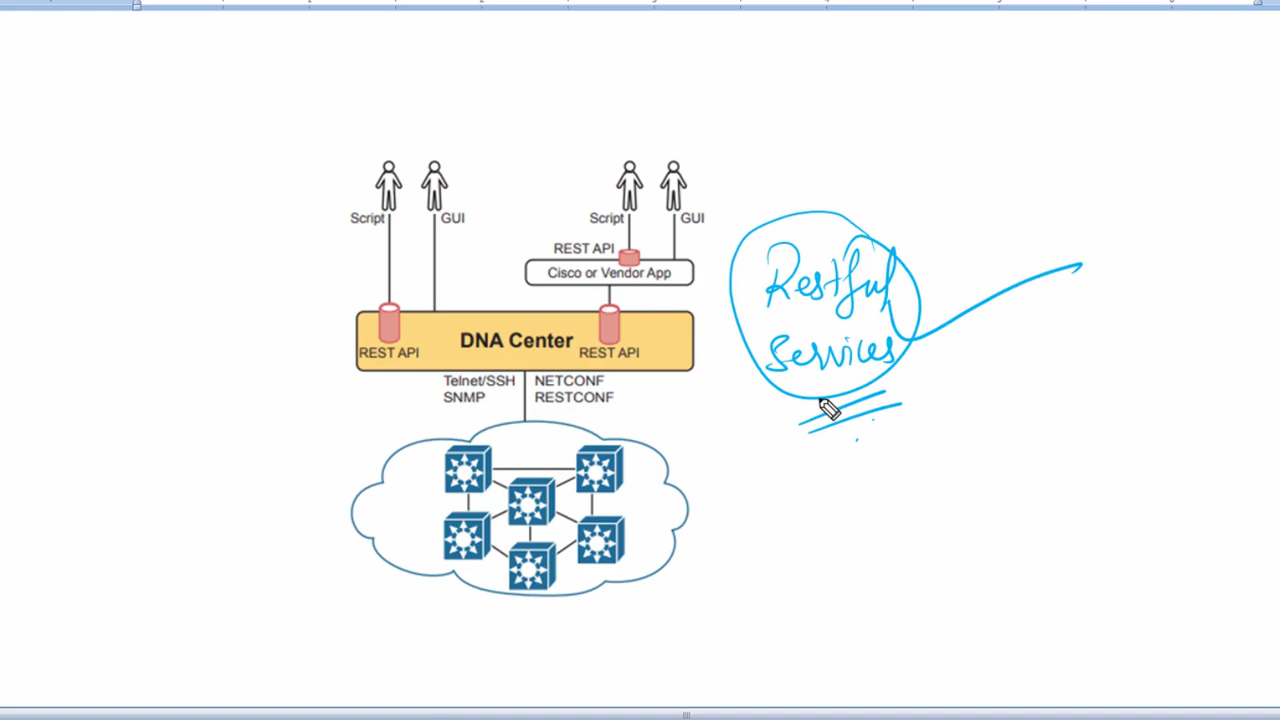 Script GUI
Script GUI
REST API
Cisco or Vendor App
DNA Center
REST API
REST API
Telnet/SSH NETCONF
SNMP RESTCONF
Restful
Services